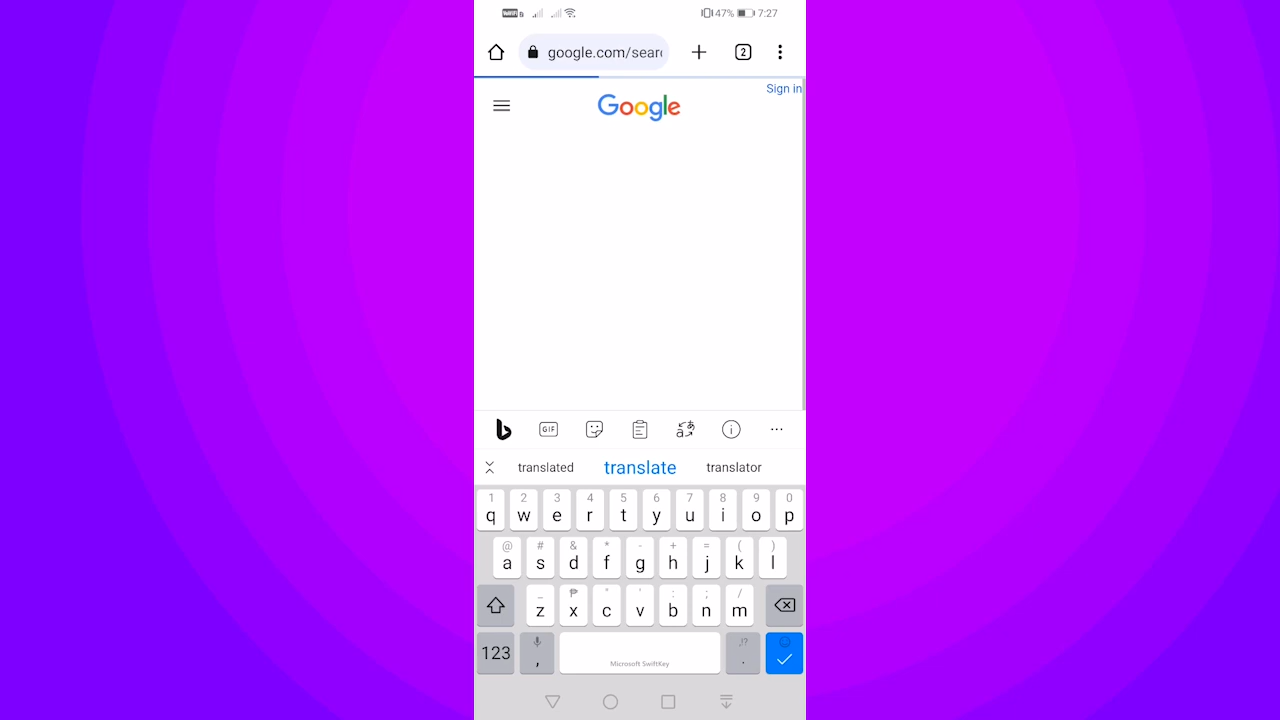 47% 7:27
google.com/sear
2
Sign in
Google
GIF
translated translate translator
1 2 3 4 5 6 7 8 9 0
q w e r t y u i o p
@ # & * - + = ( )
a s d f g h j k l
_ ₱ " ' : ; /
z x c v b n m
123 , Microsoft SwiftKey .